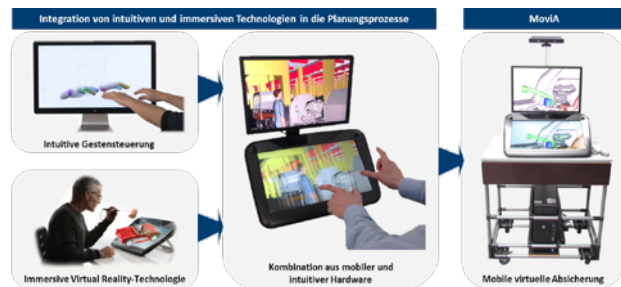 Integration von intuitiven und immersiven Technologien in die Planungsprozesse
MoviA
Intuitive Gestensteuerung
Immersive Virtual Reality-Technologie
Kombination aus mobiler und
intuitiver Hardware
Mobile virtuelle Absicherung